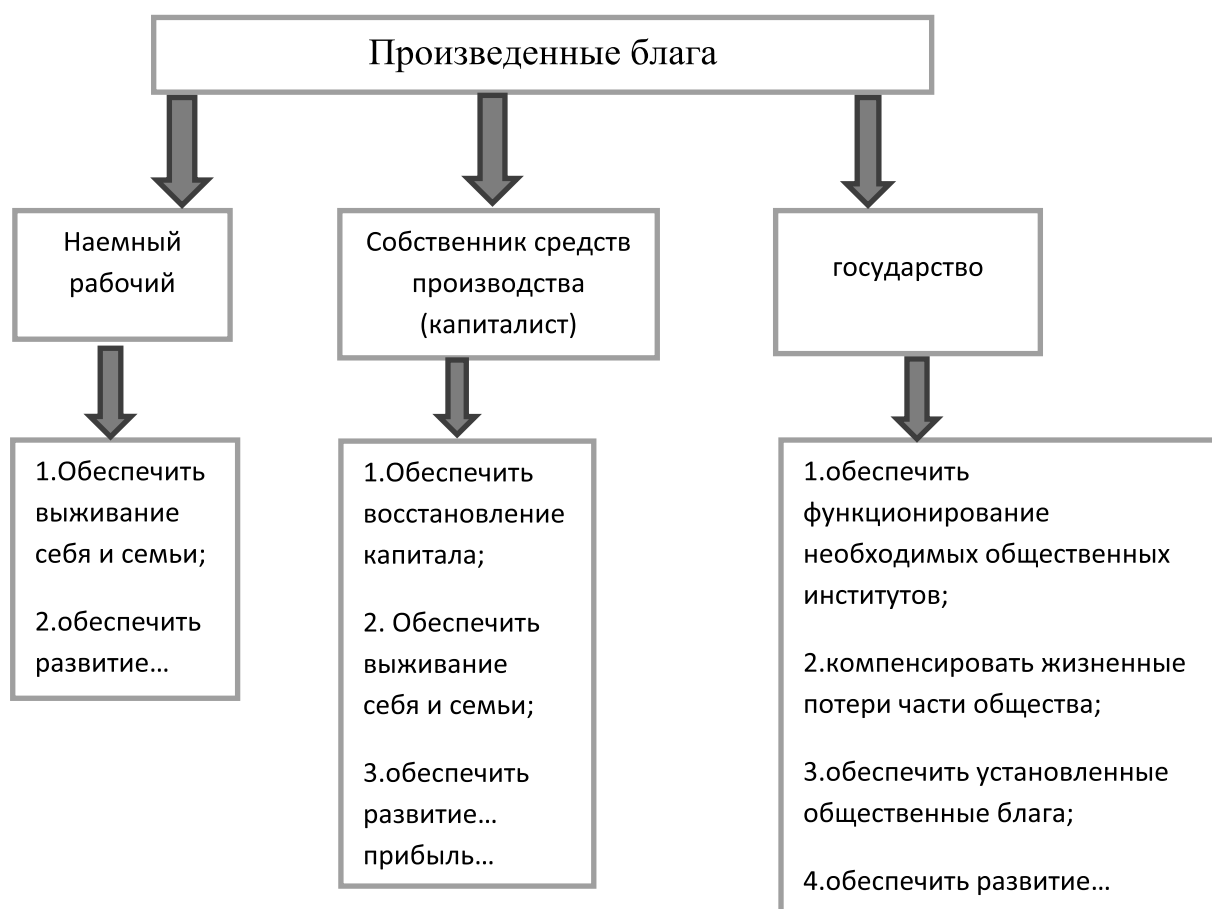 Произведенные блага
Наемный
рабочий
Собственник средств
производства
(капиталист)
государство
1.Обеспечить
выживание
себя и семьи;
2.обеспечить
развитие…
1.Обеспечить
восстановление
капитала;
2. Обеспечить
выживание
себя и семьи;
3.обеспечить
развитие…
прибыль…
1.обеспечить
функционирование
необходимых общественных
институтов;
2.компенсировать жизненные
потери части общества;
3.обеспечить установленные
общественные блага;
4.обеспечить развитие…